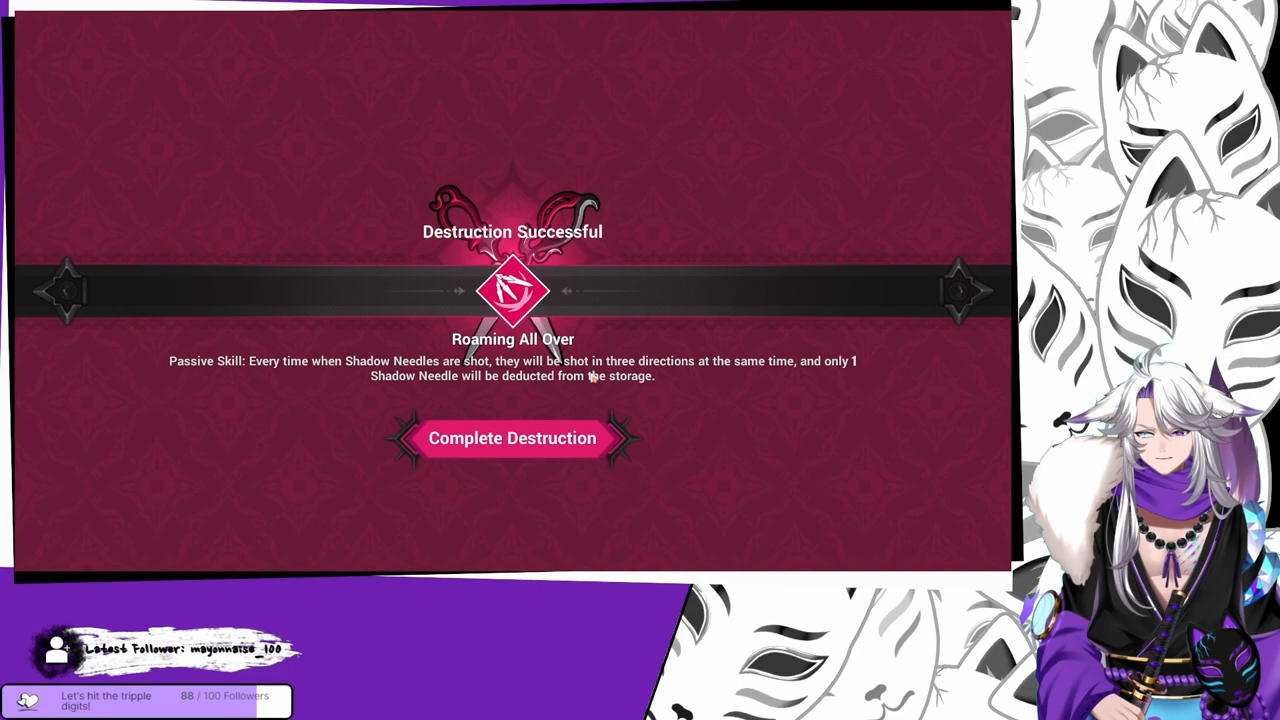 Destruction Successful
Roaming All Over
Passive Skill: Every time when Shadow Needles are shot, they will be shot in three directions at the same time, and only 1
Shadow Needle will be deducted from the storage.
Complete Destruction
Latest Follower: mayonnaise_100
Let's hit the tripple
digits!
88 / 100 Followers